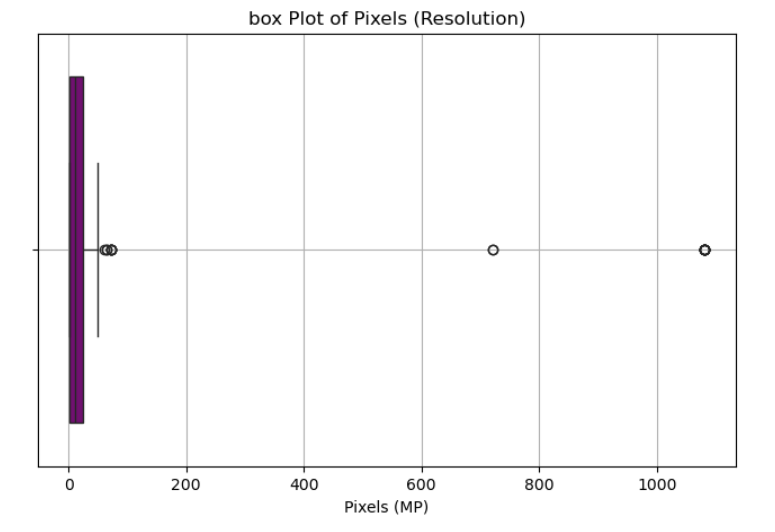 box Plot of Pixels (Resolution)
0 200 400 600 800 1000
Pixels (MP)